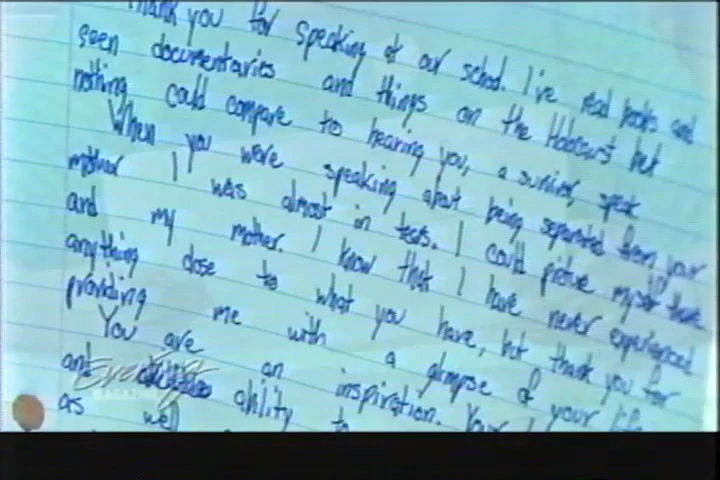 Thank you for speaking at our school. I've read books and
seen documentaries and things on the Holocaust but
nothing could compare to hearing you, a survivor, speak
When you were speaking about being separated from your
mother I was almost in tears. I could picture myself there
and my mother. I know that I have never experienced
anything close to what you have, but thank you for
providing me with a glimpse of your life
You are an inspiration. Your
and ability to
as well
Evening
MAGAZINE